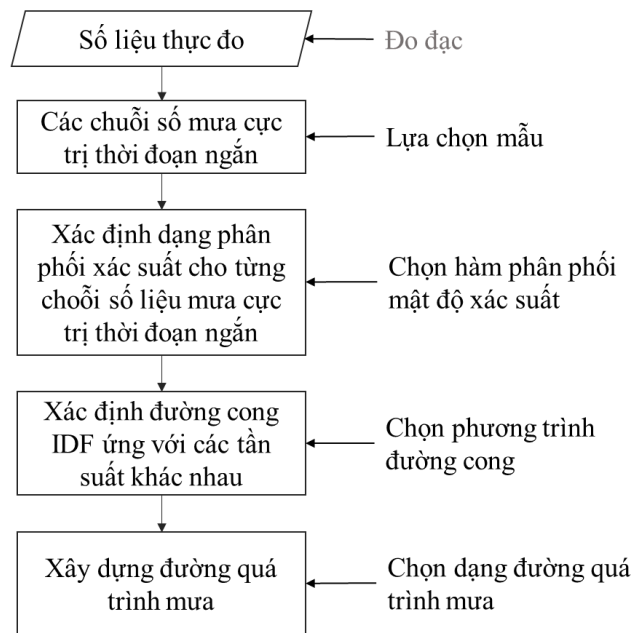 Số liệu thực đo
Đo đạc
Các chuỗi số mưa cực
trị thời đoạn ngắn
Lựa chọn mẫu
Xác định dạng phân
phối xác suất cho từng
choỗi số liệu mưa cực
trị thời đoạn ngắn
Chọn hàm phân phối
mật độ xác suất
Xác định đường cong
IDF ứng với các tần
suất khác nhau
Chọn phương trình
đường cong
Xây dựng đường quá
trình mưa
Chọn dạng đường quá
trình mưa